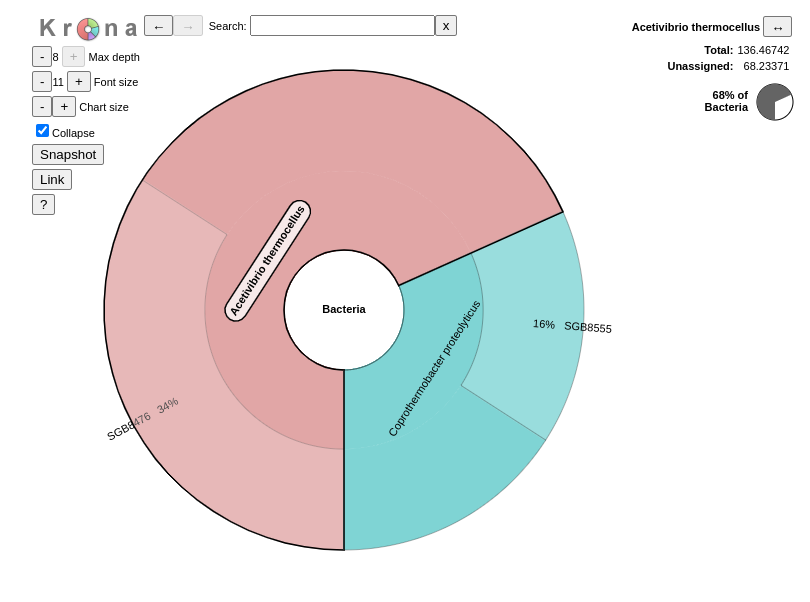 Krona ← → Search: x
- 8 + Max depth
- 11 + Font size
- + Chart size
Collapse
Snapshot
Link
?
Acetivibrio thermocellus ↔
Total: 136.46742
Unassigned: 68.23371
68% of
Bacteria
Acetivibrio thermocellus
Bacteria
Coprothermobacter proteolyticus
16% SGB8555
SGB8476 34%